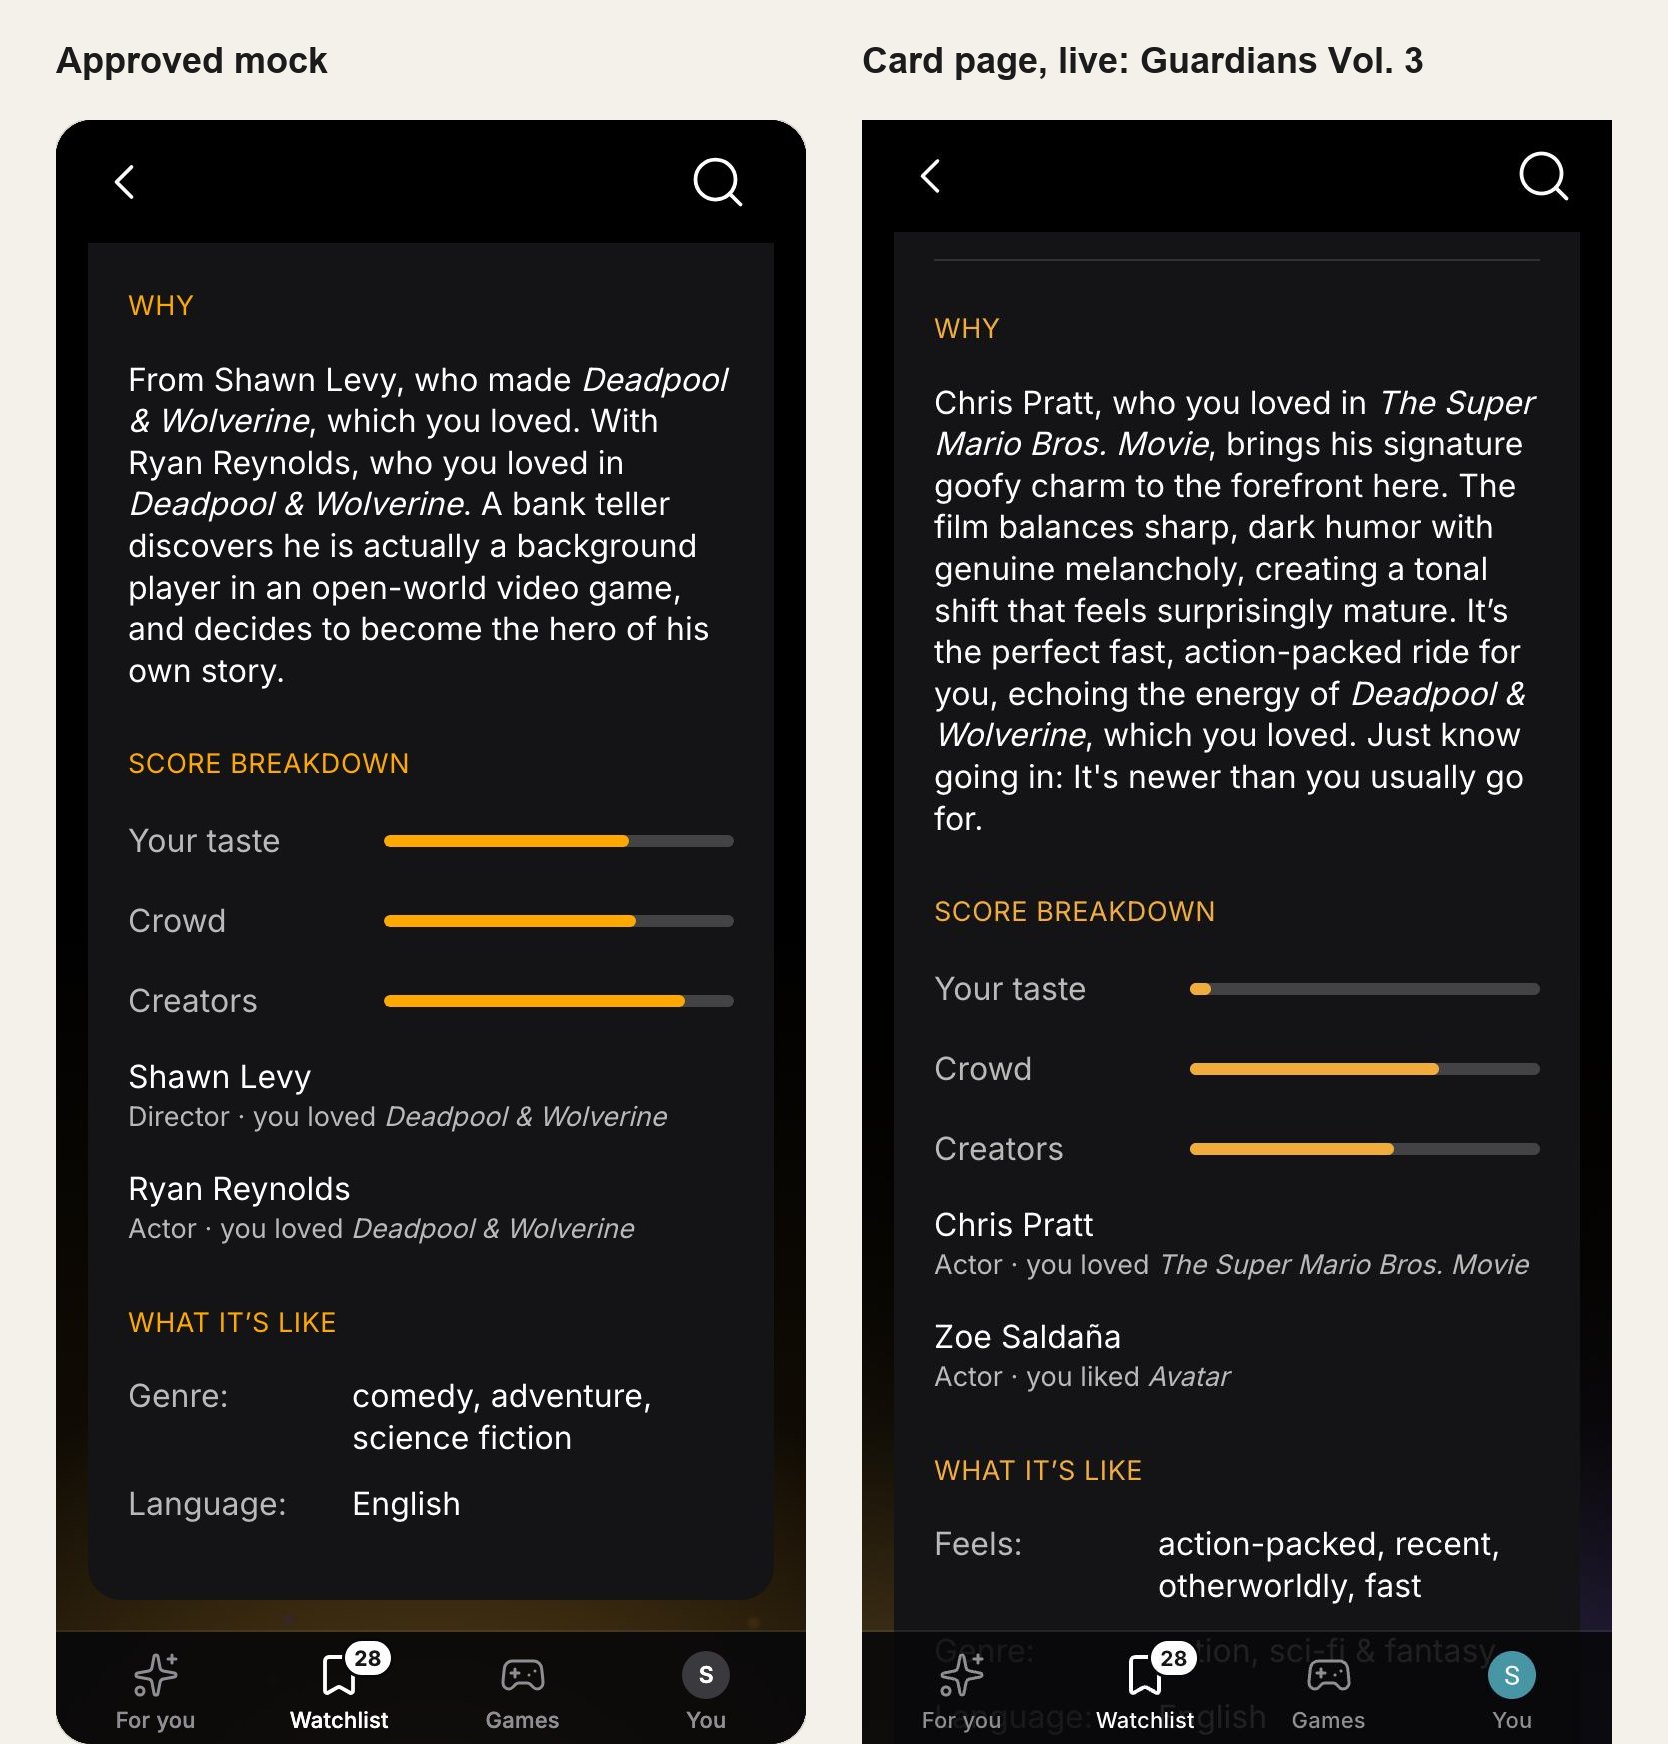 Approved mock
WHY
From Shawn Levy, who made Deadpool
& Wolverine, which you loved. With
Ryan Reynolds, who you loved in
Deadpool & Wolverine. A bank teller
discovers he is actually a background
player in an open-world video game,
and decides to become the hero of his
own story.
SCORE BREAKDOWN
Your taste
Crowd
Creators
Shawn Levy
Director · you loved Deadpool & Wolverine
Ryan Reynolds
Actor · you loved Deadpool & Wolverine
WHAT IT’S LIKE
Genre: comedy, adventure,
science fiction
Language: English
28
S
For you Watchlist Games You
Card page, live: Guardians Vol. 3
WHY
Chris Pratt, who you loved in The Super
Mario Bros. Movie, brings his signature
goofy charm to the forefront here. The
film balances sharp, dark humor with
genuine melancholy, creating a tonal
shift that feels surprisingly mature. It’s
the perfect fast, action-packed ride for
you, echoing the energy of Deadpool &
Wolverine, which you loved. Just know
going in: It's newer than you usually go
for.
SCORE BREAKDOWN
Your taste
Crowd
Creators
Chris Pratt
Actor · you loved The Super Mario Bros. Movie
Zoe Saldaña
Actor · you liked Avatar
WHAT IT’S LIKE
Feels: action-packed, recent,
otherworldly, fast
Genre: sci-fi & fantasy
28
S
Language:
For you Watchlist Games You